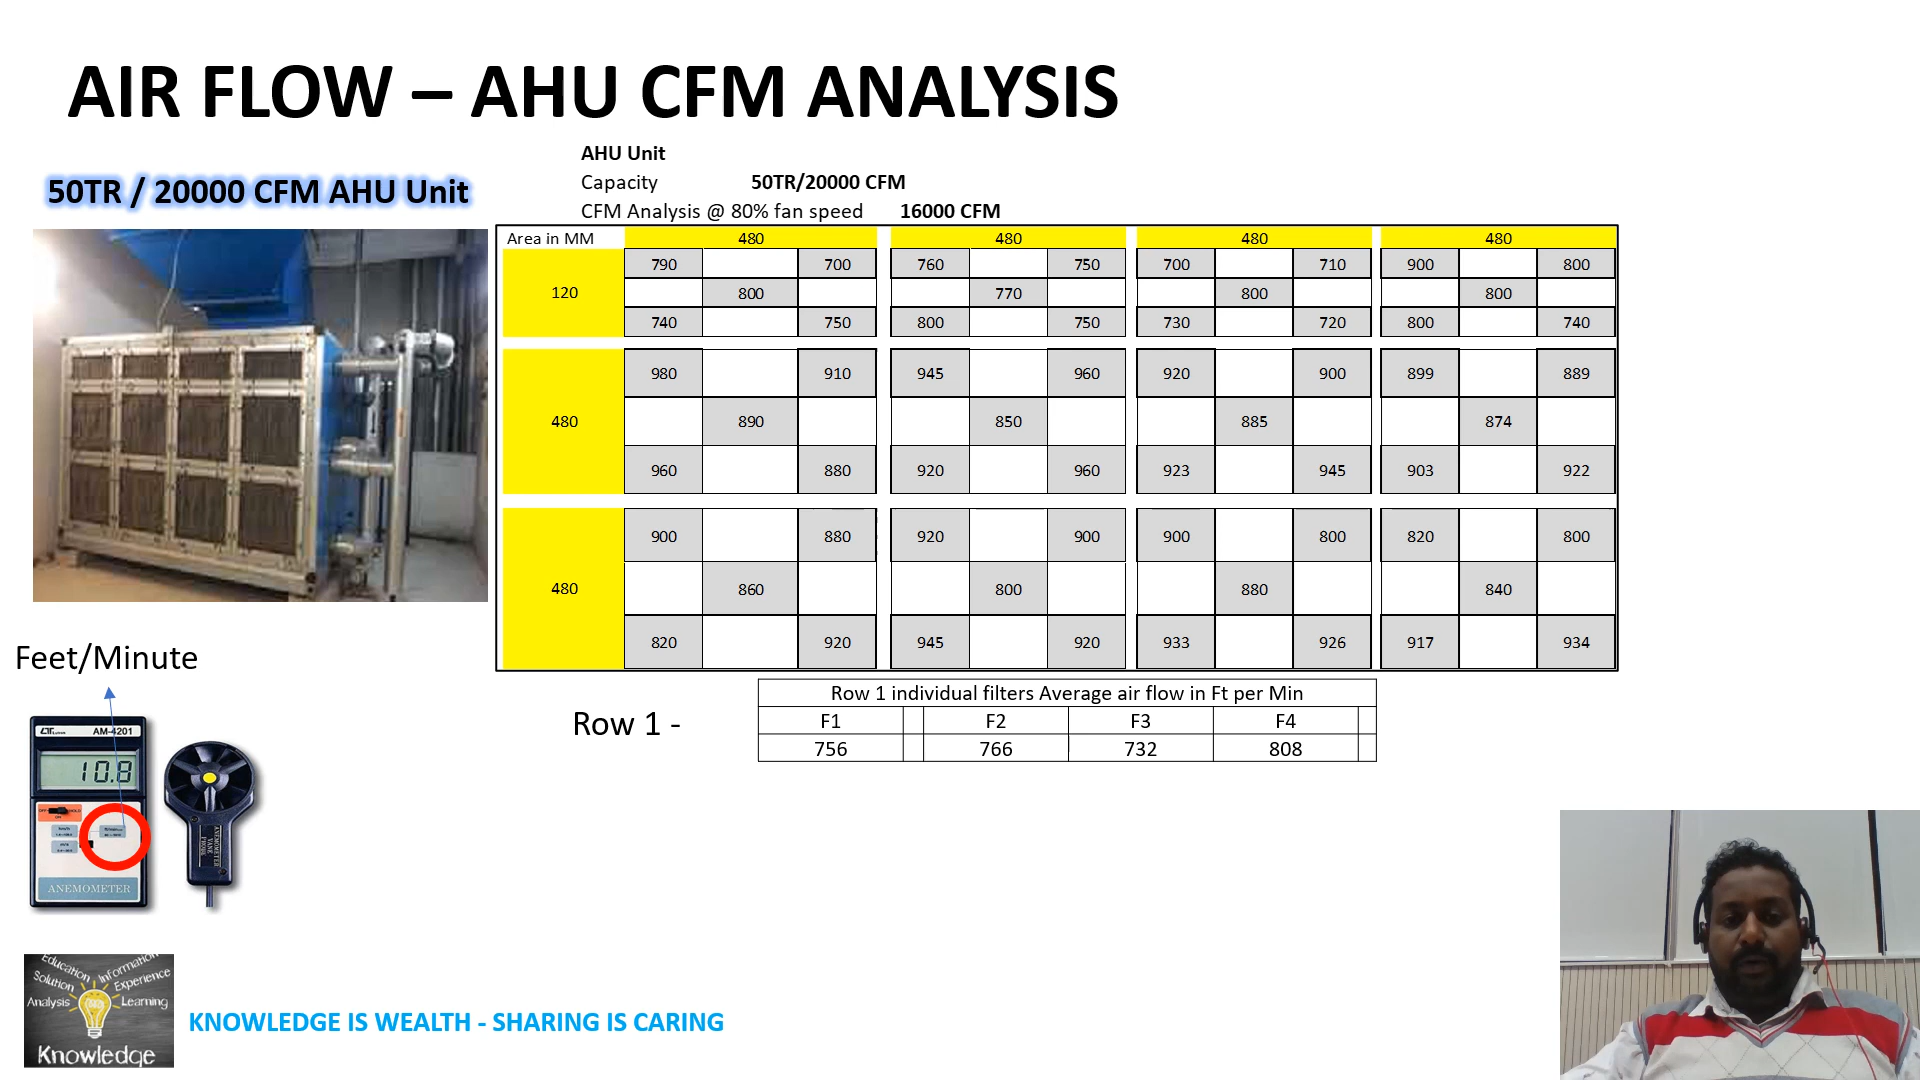 AIR FLOW – AHU CFM ANALYSIS
50TR / 20000 CFM AHU Unit
AHU Unit
Capacity 50TR/20000 CFM
CFM Analysis @ 80% fan speed 16000 CFM
Area in MM 480 480 480 480
790 700 760 750 700 710 900 800
120 800 770 800 800
740 750 800 750 730 720 800 740
980 910 945 960 920 900 899 889
480 890 850 885 874
960 880 920 960 923 945 903 922
900 880 920 900 900 800 820 800
480 860 800 880 840
820 920 945 920 933 926 917 934
Row 1 -
Row 1 individual filters Average air flow in Ft per Min
F1 F2 F3 F4
756 766 732 808
Feet/Minute
AM-4201
10.8
ANEMOMETER
ANEMOMETER
VANE
PROBE
Education
Information
Solution
Experience
Analysis
Learning
Knowledge
KNOWLEDGE IS WEALTH - SHARING IS CARING